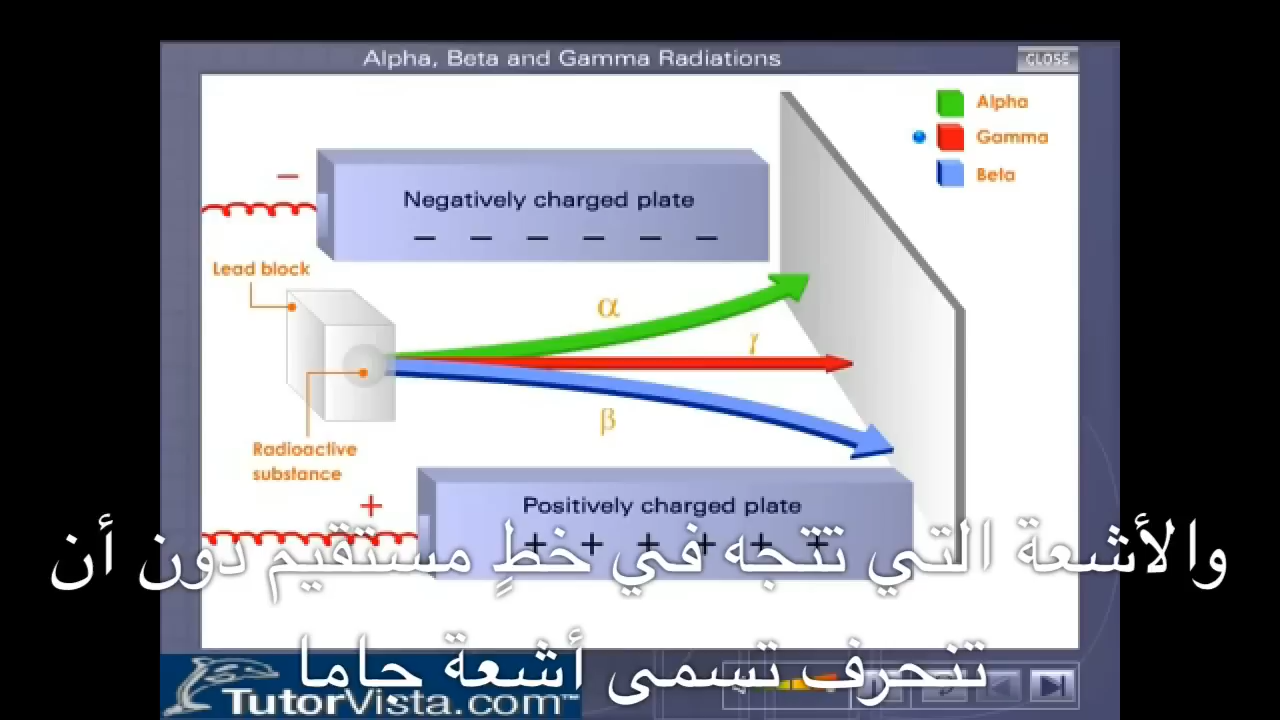 Alpha, Beta and Gamma Radiations
CLOSE
Alpha
Gamma
Beta
−
Negatively charged plate
− − − − − −
Lead block
α
γ
β
Radioactive
substance
+
Positively charged plate
+ + + + + +
والأشعة التي تتجه في خطٍ مستقيم دون أن
تنحرف تسمى أشعة جاما
TutorVista.com™